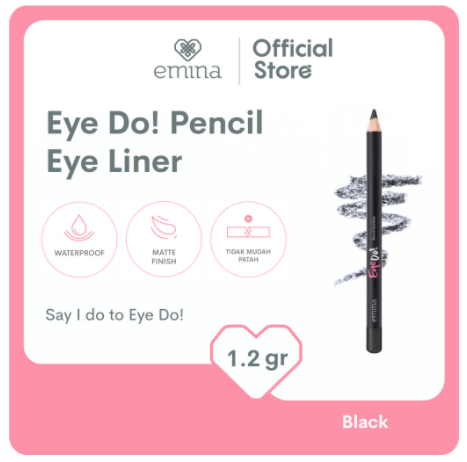 emina
Official
Store
Eye Do! Pencil
Eye Liner
WATERPROOF
MATTE
FINISH
TIDAK MUDAH
PATAH
Say I do to Eye Do!
Eye Do!
emina
1.2 gr
Black